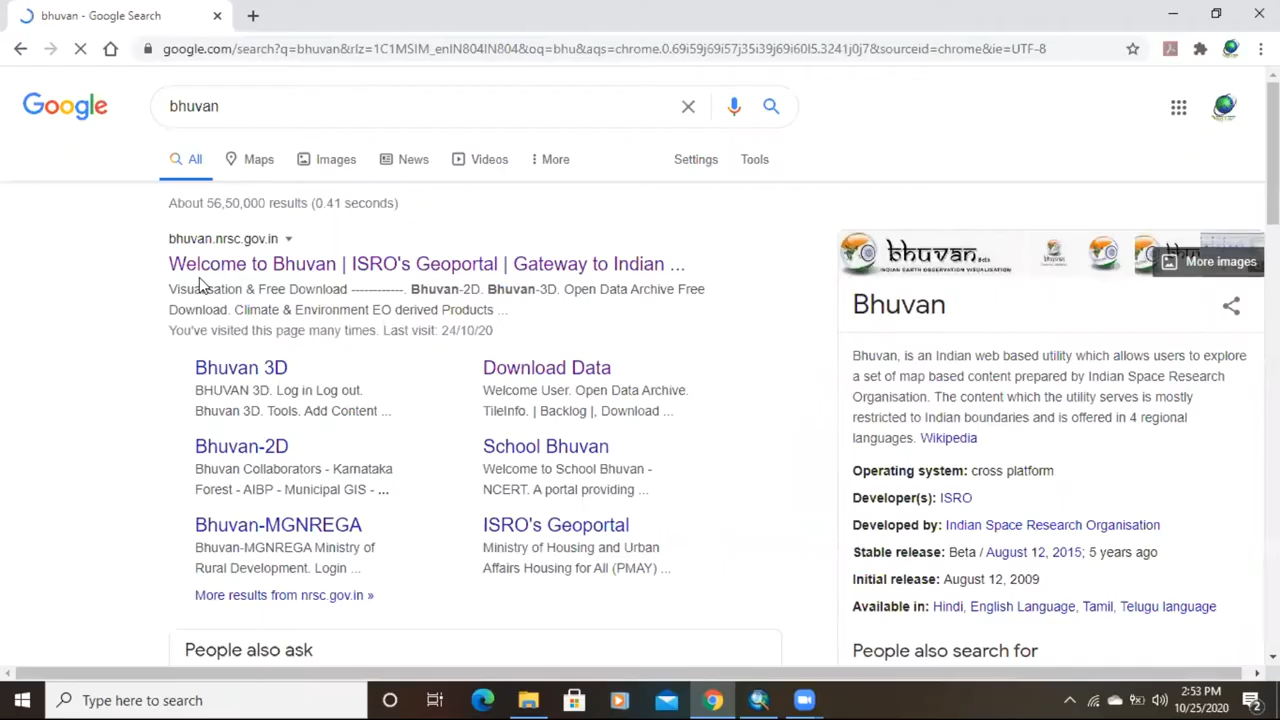 bhuvan - Google Search
google.com/search?q=bhuvan&rlz=1C1MSIM_enIN804IN804&oq=bhu&aqs=chrome.0.69i59j69i57j35i39j69i60l5.3241j0j7&sourceid=chrome&ie=UTF-8
Google
bhuvan
All Maps Images News Videos More Settings Tools
About 56,50,000 results (0.41 seconds)
bhuvan.nrsc.gov.in
Welcome to Bhuvan | ISRO's Geoportal | Gateway to Indian ...
Visualisation & Free Download ------------. Bhuvan-2D. Bhuvan-3D. Open Data Archive Free
Download. Climate & Environment EO derived Products ...
You've visited this page many times. Last visit: 24/10/20
Bhuvan 3D
BHUVAN 3D. Log in Log out.
Bhuvan 3D. Tools. Add Content ...
Download Data
Welcome User. Open Data Archive.
TileInfo. | Backlog |, Download ...
Bhuvan-2D
Bhuvan Collaborators - Karnataka
Forest - AIBP - Municipal GIS - ...
School Bhuvan
Welcome to School Bhuvan -
NCERT. A portal providing ...
Bhuvan-MGNREGA
Bhuvan-MGNREGA Ministry of
Rural Development. Login ...
ISRO's Geoportal
Ministry of Housing and Urban
Affairs Housing for All (PMAY) ...
More results from nrsc.gov.in »
People also ask
bhuvan
INDIAN EARTH OBSERVATION VISUALISATION
More images
Bhuvan
Bhuvan, is an Indian web based utility which allows users to explore
a set of map based content prepared by Indian Space Research
Organisation. The content which the utility serves is mostly
restricted to Indian boundaries and is offered in 4 regional
languages. Wikipedia
Operating system: cross platform
Developer(s): ISRO
Developed by: Indian Space Research Organisation
Stable release: Beta / August 12, 2015; 5 years ago
Initial release: August 12, 2009
Available in: Hindi, English Language, Tamil, Telugu language
People also search for
Type here to search
2:53 PM
10/25/2020
2